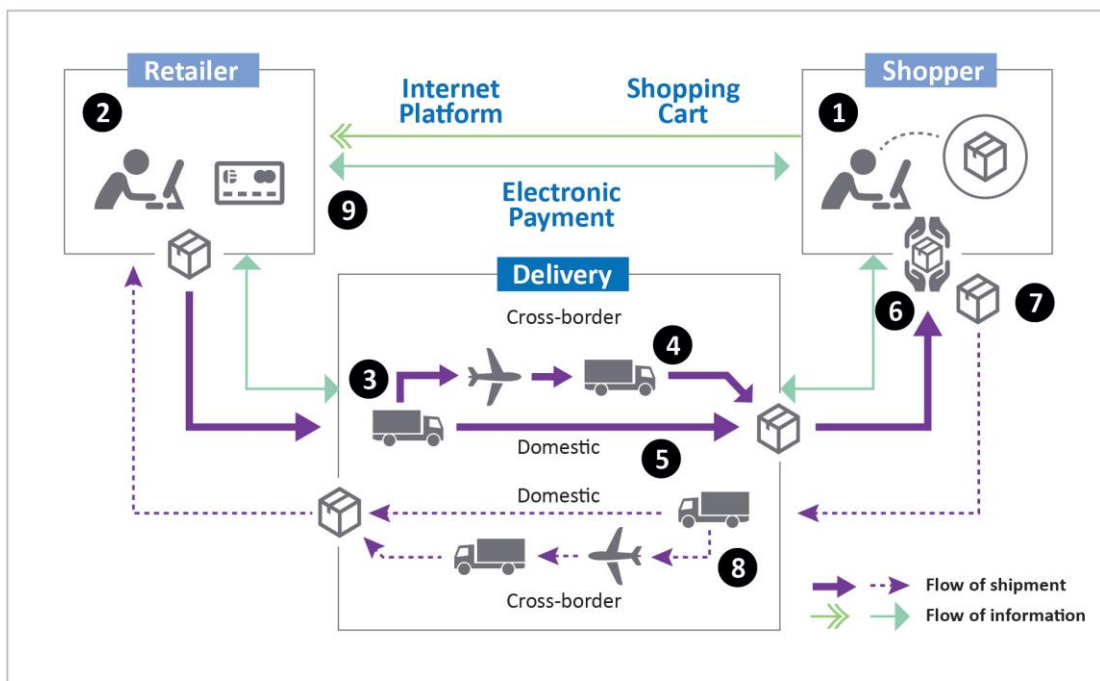 Retailer
Shopper
2
Internet
Platform
Shopping
Cart
1
9
Electronic
Payment
Delivery
Cross-border
6
7
3
4
Domestic
5
Domestic
8
Cross-border
Flow of shipment
Flow of information